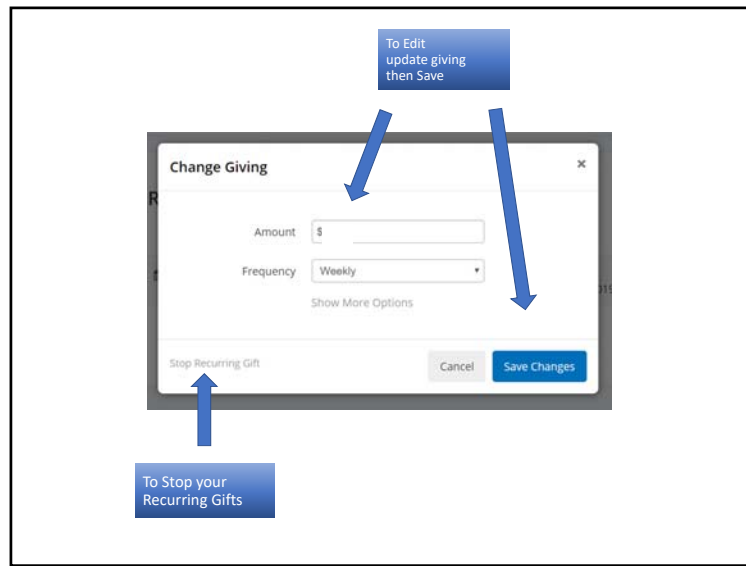 To Edit
update giving
then Save
Change Giving ×
R
Amount $
Frequency Weekly
Show More Options
Stop Recurring Gift Cancel Save Changes
To Stop your
Recurring Gifts